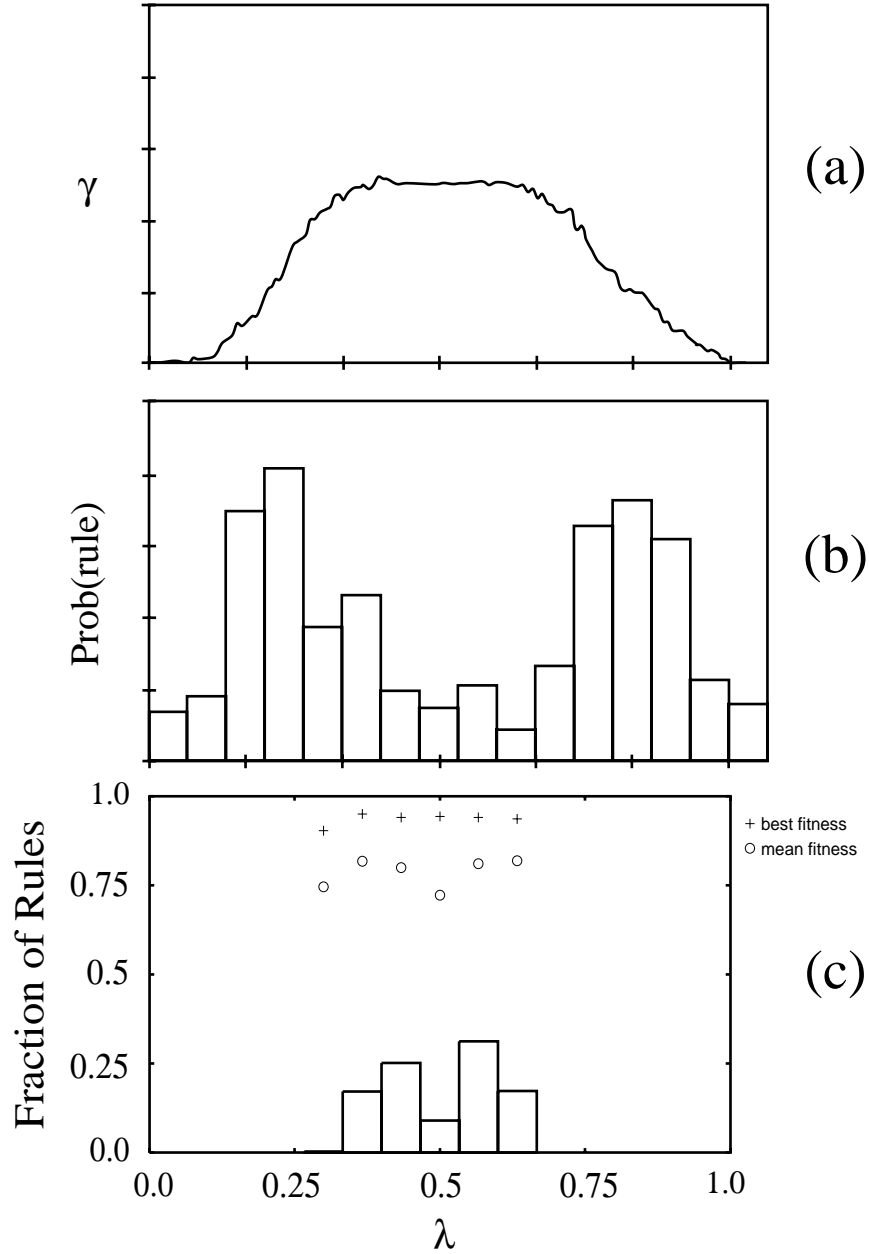 γ
(a)
Prob(rule)
(b)
1.0
0.75
0.5
0.25
0.0
Fraction of Rules
+ best fitness
○ mean fitness
(c)
0.0 0.25 0.5 0.75 1.0
λ